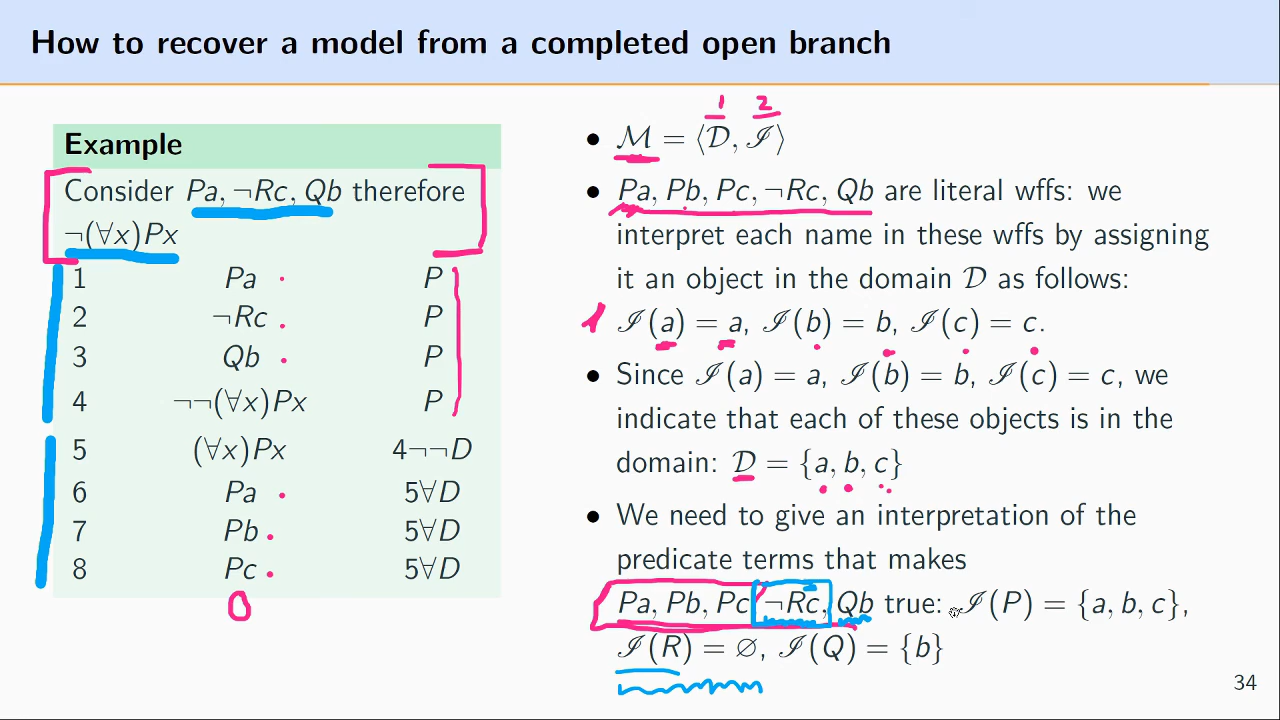 How to recover a model from a completed open branch
Example
Consider Pa, ¬Rc, Qb therefore
¬(∀x)Px
1 Pa P
2 ¬Rc P
3 Qb P
4 ¬¬(∀x)Px P
5 (∀x)Px 4¬¬D
6 Pa 5∀D
7 Pb 5∀D
8 Pc 5∀D
0
1 2
• ℳ = ⟨𝒟, ℐ⟩
• Pa, Pb, Pc, ¬Rc, Qb are literal wffs: we
interpret each name in these wffs by assigning
it an object in the domain 𝒟 as follows:
ℐ(a) = a, ℐ(b) = b, ℐ(c) = c.
• Since ℐ(a) = a, ℐ(b) = b, ℐ(c) = c, we
indicate that each of these objects is in the
domain: 𝒟 = {a, b, c}
• We need to give an interpretation of the
predicate terms that makes
Pa, Pb, Pc, ¬Rc, Qb true: ℐ(P) = {a, b, c},
ℐ(R) = ∅, ℐ(Q) = {b}
34